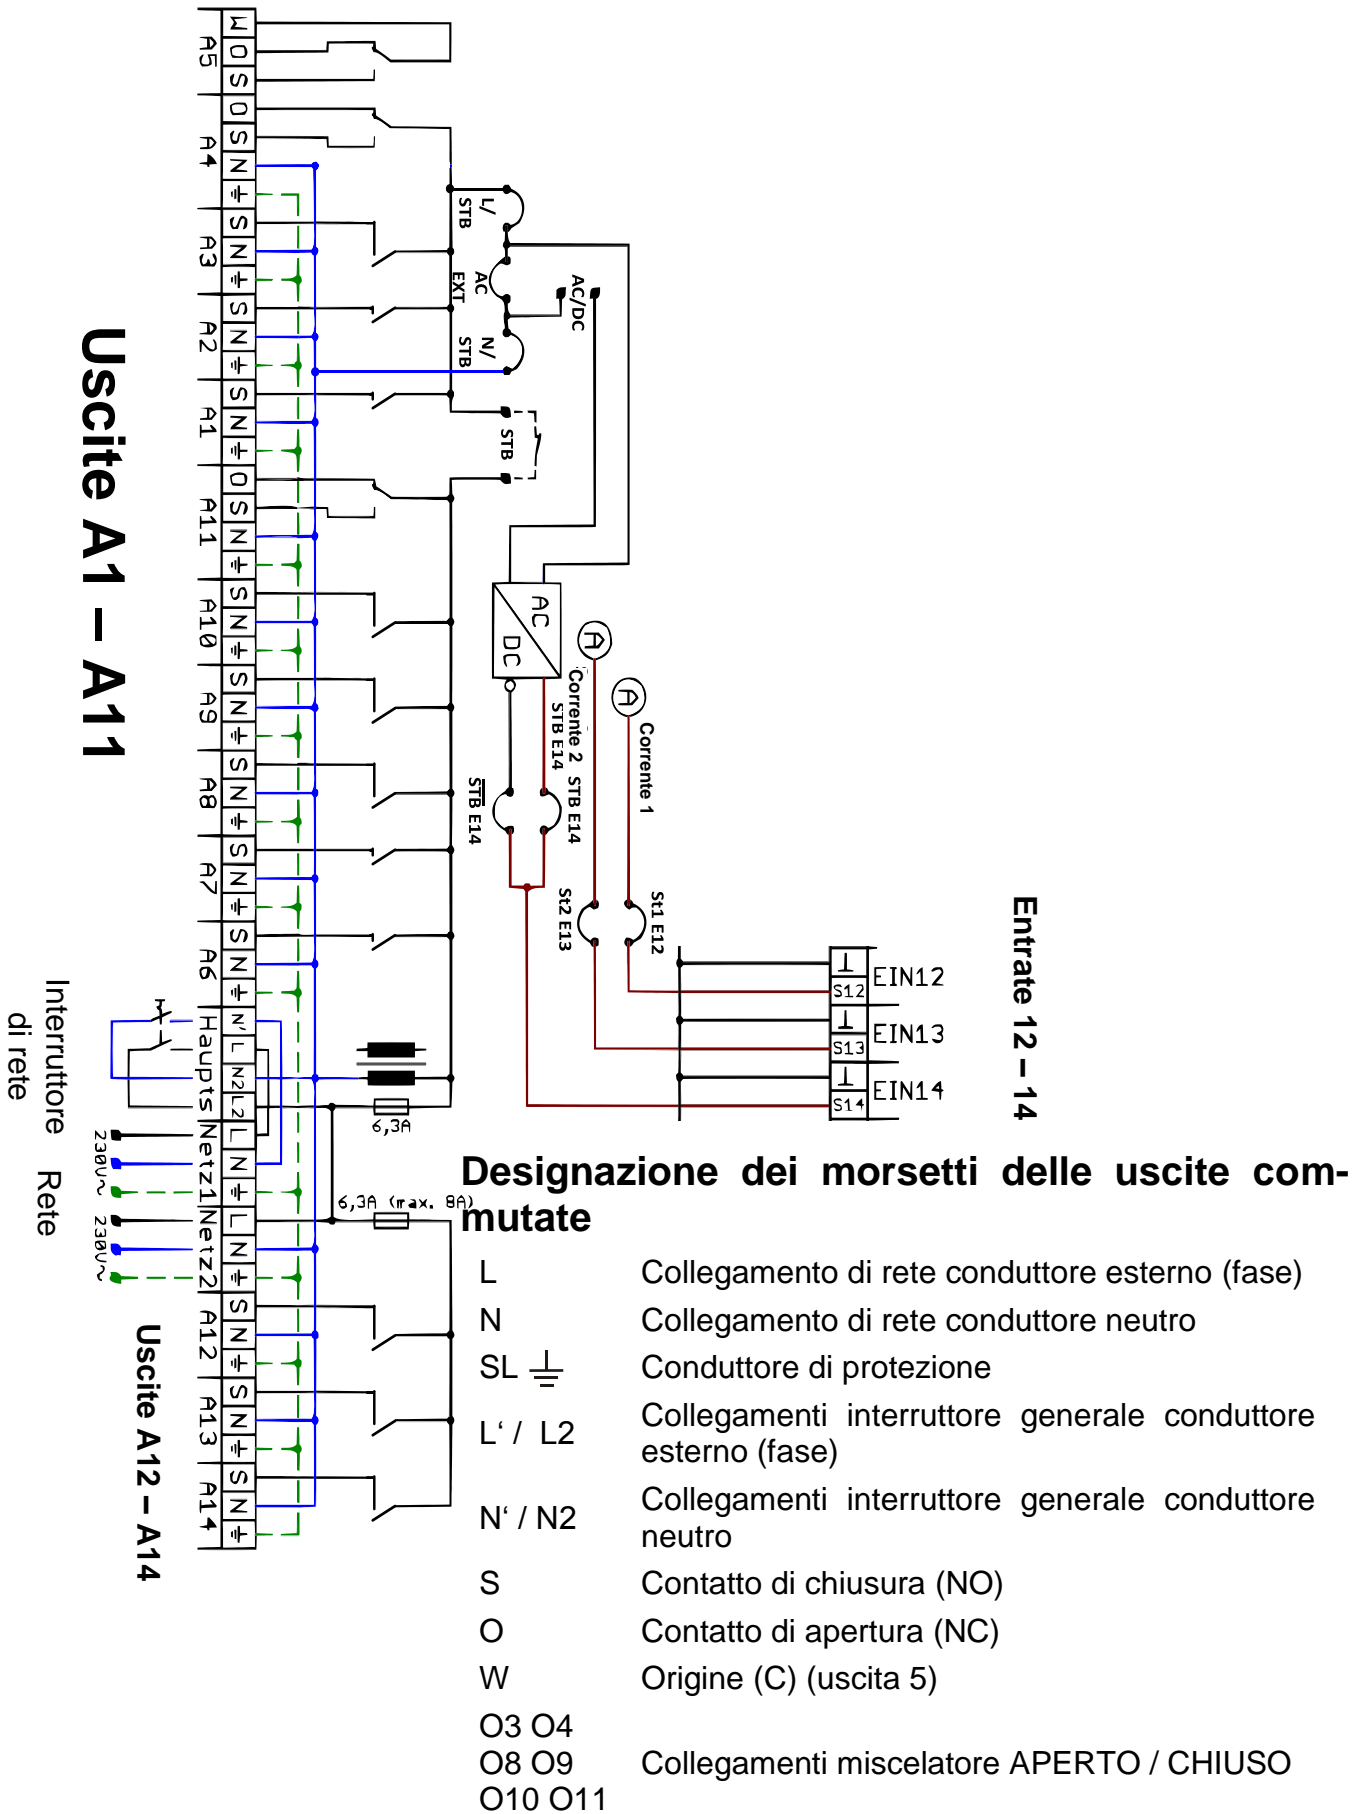 Uscite A1 – A11
A5
W
O
S
A4
O
S
N
A3
S
N
A2
S
N
A1
S
N
A11
O
S
N
A10
S
N
A9
S
N
A8
S
N
A7
S
N
A6
S
N
Haupts
N'
L
N2
L2
Netz1
L
N
Netz2
L
N
A12
S
N
A13
S
N
A14
S
N
L/
STB
AC
EXT
N/
STB
AC/DC
STB
AC
DC
A
A
Corrente 2
STB E14
Corrente 1
STB E14
STB E14
St1 E12
St2 E13
Entrate 12 – 14
EIN12
S12
EIN13
S13
EIN14
S14
6,3A
6,3A (max. 8A)
230V~
230V~
Interruttore
di rete
Rete
Uscite A12 – A14
Designazione dei morsetti delle uscite com-
mutate
L Collegamento di rete conduttore esterno (fase)
N Collegamento di rete conduttore neutro
SL ⏚ Conduttore di protezione
L‘ / L2 Collegamenti interruttore generale conduttore
esterno (fase)
N‘ / N2 Collegamenti interruttore generale conduttore
neutro
S Contatto di chiusura (NO)
O Contatto di apertura (NC)
W Origine (C) (uscita 5)
O3 O4
O8 O9 Collegamenti miscelatore APERTO / CHIUSO
O10 O11